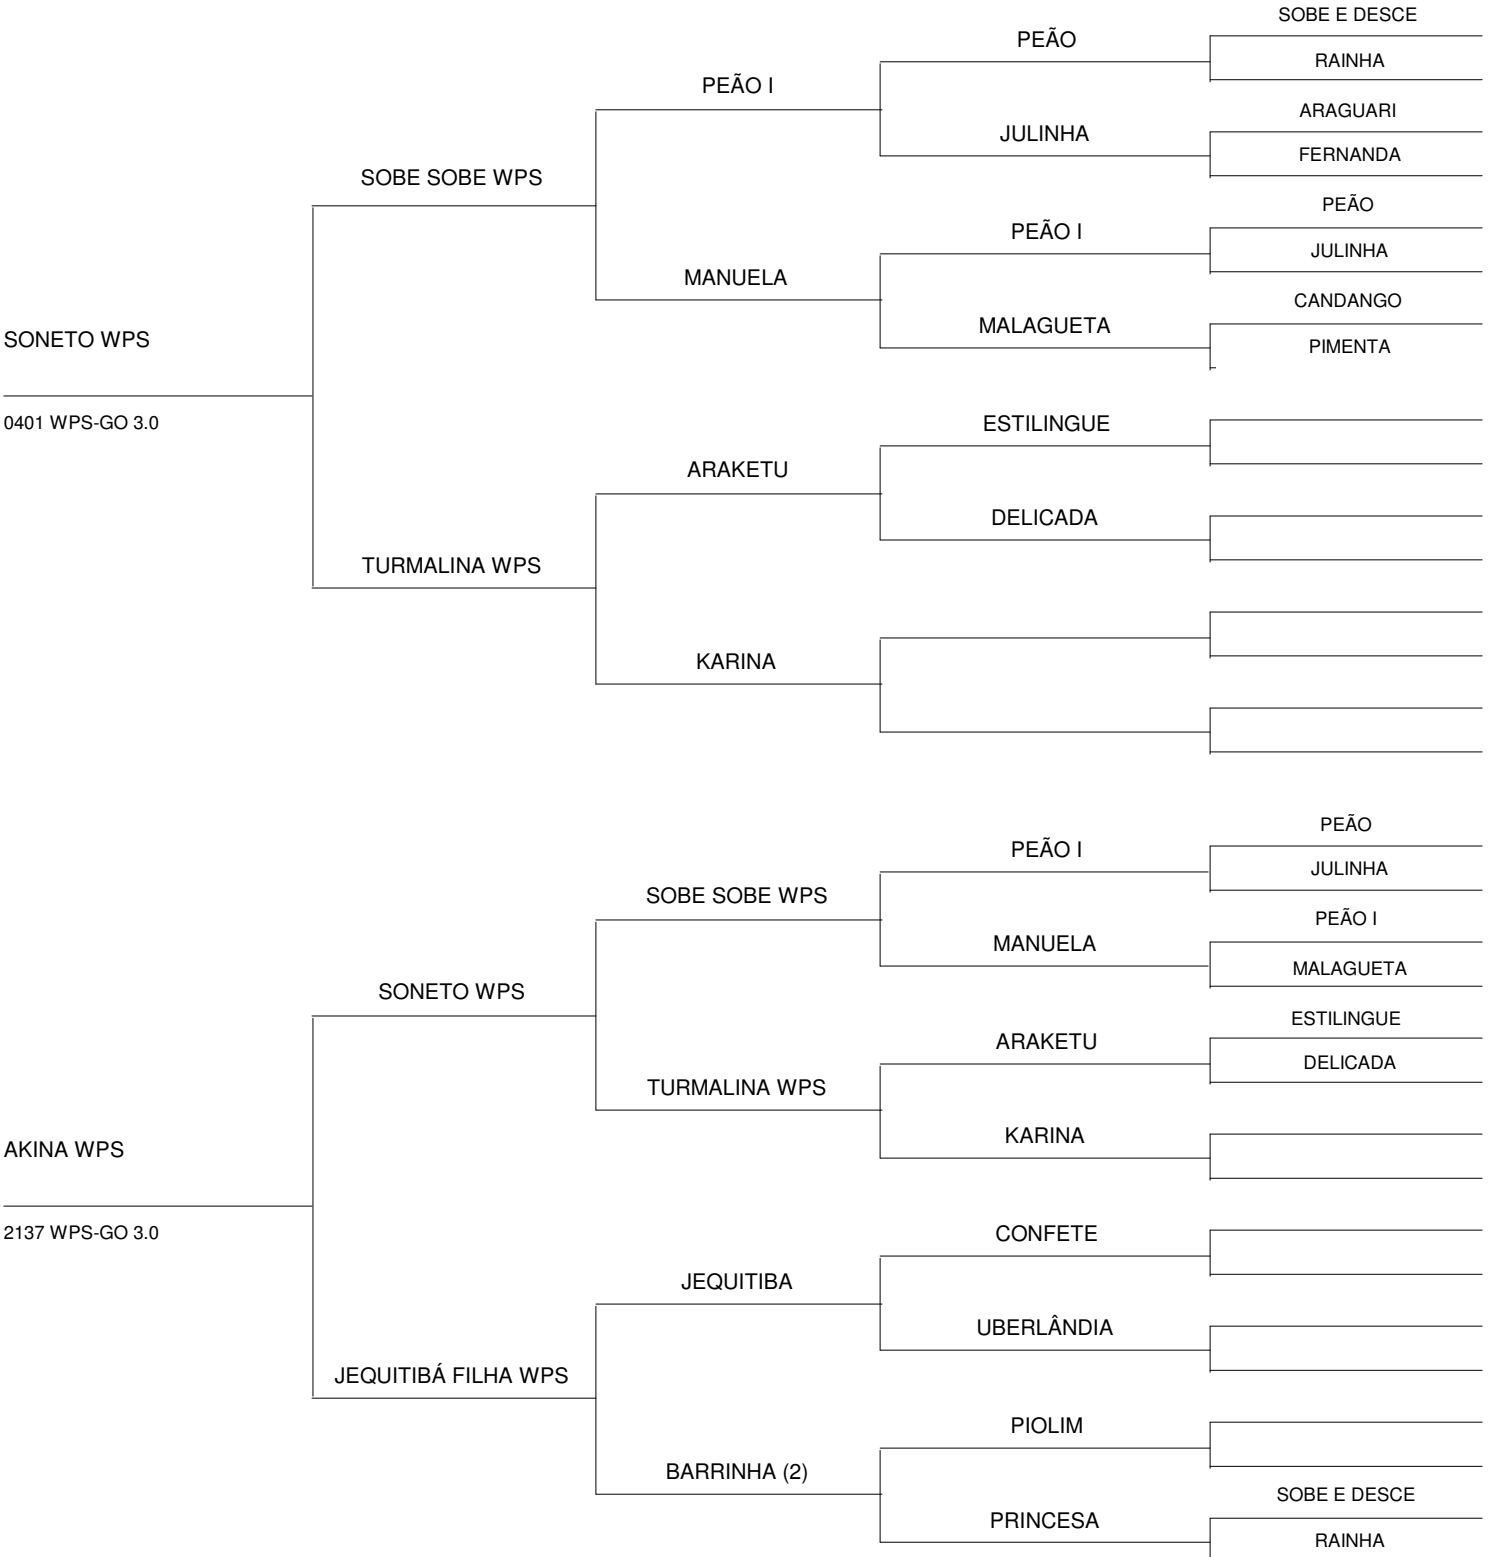 SOBE E DESCE
PEÃO
RAINHA
PEÃO I
ARAGUARI
JULINHA
FERNANDA
SOBE SOBE WPS
PEÃO
PEÃO I
JULINHA
MANUELA
CANDANGO
MALAGUETA
PIMENTA
SONETO WPS
0401 WPS-GO 3.0
ESTILINGUE
ARAKETU
DELICADA
TURMALINA WPS
KARINA
PEÃO
PEÃO I
JULINHA
SOBE SOBE WPS
PEÃO I
MANUELA
MALAGUETA
SONETO WPS
ESTILINGUE
ARAKETU
DELICADA
TURMALINA WPS
KARINA
AKINA WPS
2137 WPS-GO 3.0
CONFETE
JEQUITIBA
UBERLÂNDIA
JEQUITIBÁ FILHA WPS
PIOLIM
BARRINHA (2)
SOBE E DESCE
PRINCESA
RAINHA